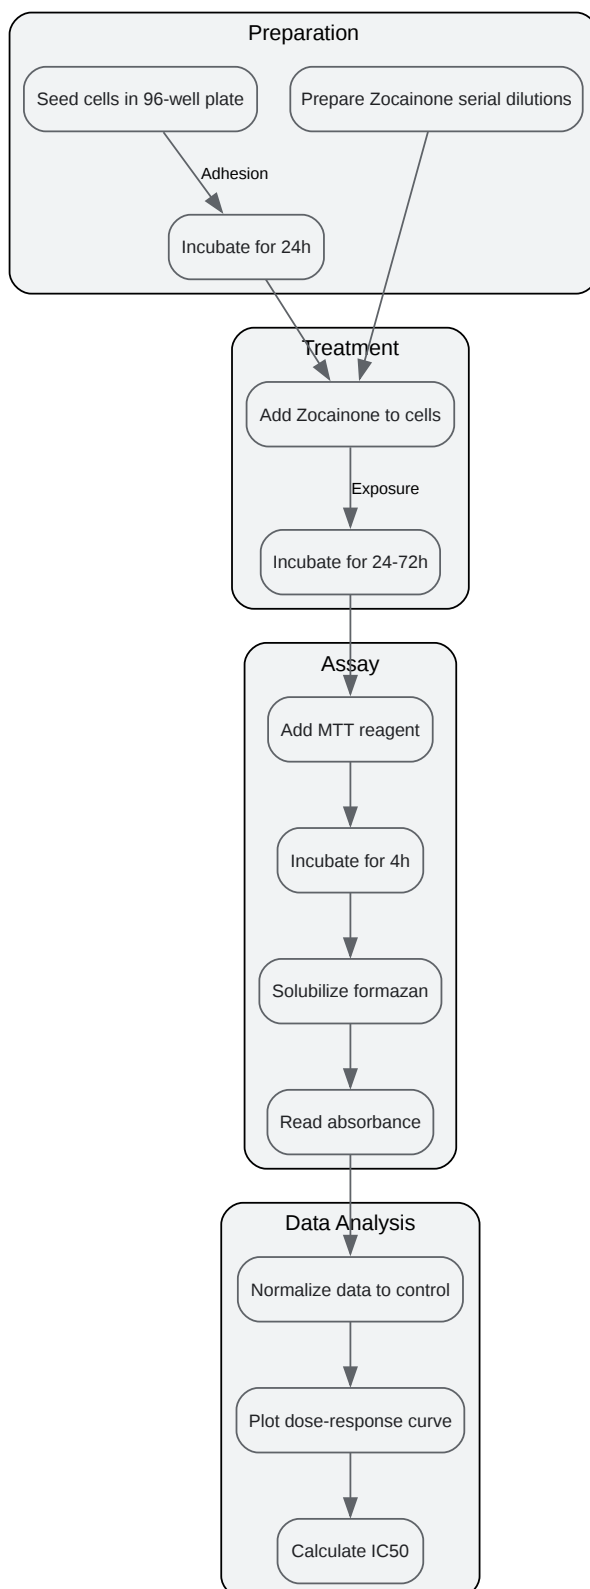 Preparation
Seed cells in 96-well plate
Prepare Zocainone serial dilutions
Adhesion
Incubate for 24h
Treatment
Add Zocainone to cells
Exposure
Incubate for 24-72h
Assay
Add MTT reagent
Incubate for 4h
Solubilize formazan
Read absorbance
Data Analysis
Normalize data to control
Plot dose-response curve
Calculate IC50